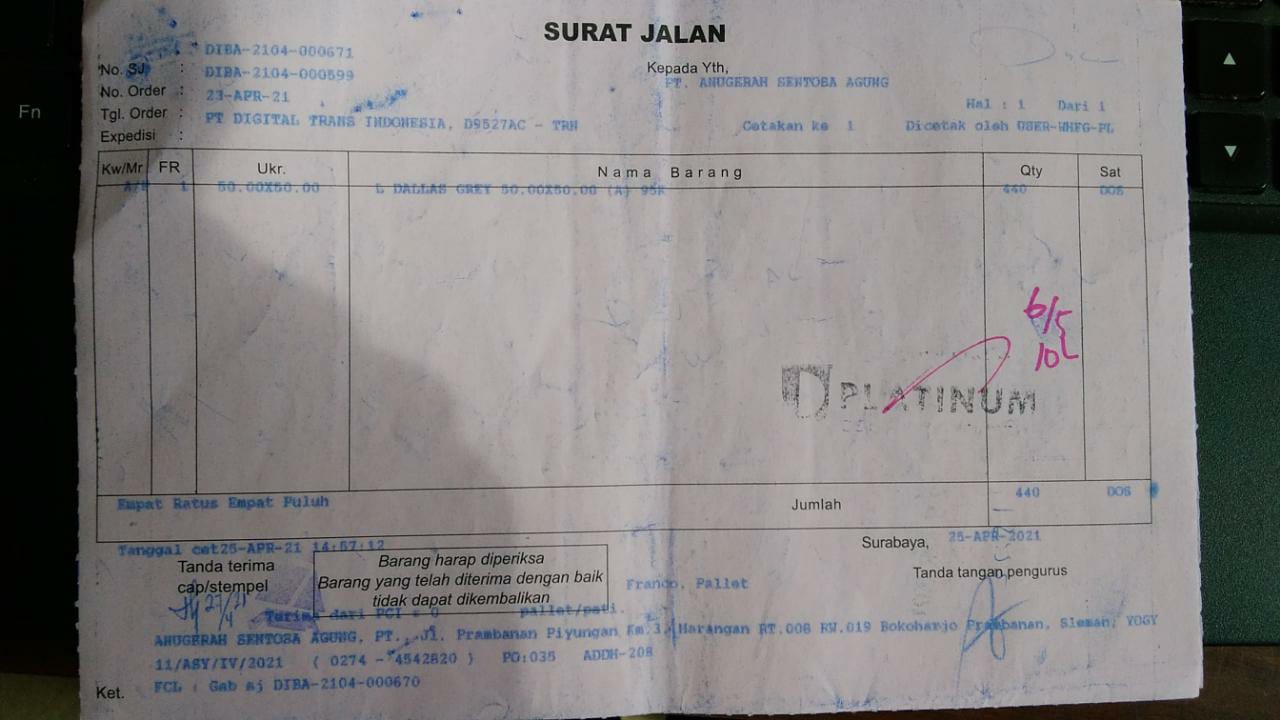 SURAT JALAN
DIBA-2104-000671
No. SJ :
DIBA-2104-000599
No. Order :
23-APR-21
Tgl. Order :
PT DIGITAL TRANS INDONESIA, D9527AC - TRH
Expedisi :
Kepada Yth,
PT. ANUGERAH SENTOSA AGUNG
Hal : 1 Dari 1
Cetakan ke 1 Dicetak oleh USER-WHFG-PL
Kw/Mr FR Ukr. Nama Barang Qty Sat
1 50.00X50.00 L DALLAS GREY 50.00X50.00 (A) 440 DOS
6/5
PLATINUM
Empat Ratus Empat Puluh Jumlah 440 DOS
Tanggal cet25-APR-21 14:57:12
Surabaya, 25-APR-2021
Tanda terima
cap/stempel
27/4
Barang harap diperiksa
Barang yang telah diterima dengan baik
tidak dapat dikembalikan
Franco, Pallet
Tanda tangan pengurus
Terima dari PCI : 0 pallet/peti.
ANUGERAH SENTOSA AGUNG, PT., Jl. Prambanan Piyungan Km.3, Marangan RT.008 RW.019 Bokoharjo Prambanan, Sleman, YOGY
11/ASY/IV/2021 ( 0274 - 4542820 ) PO:035 ADDH-208
Ket. FCL : Gab sj DIBA-2104-000670
Fn